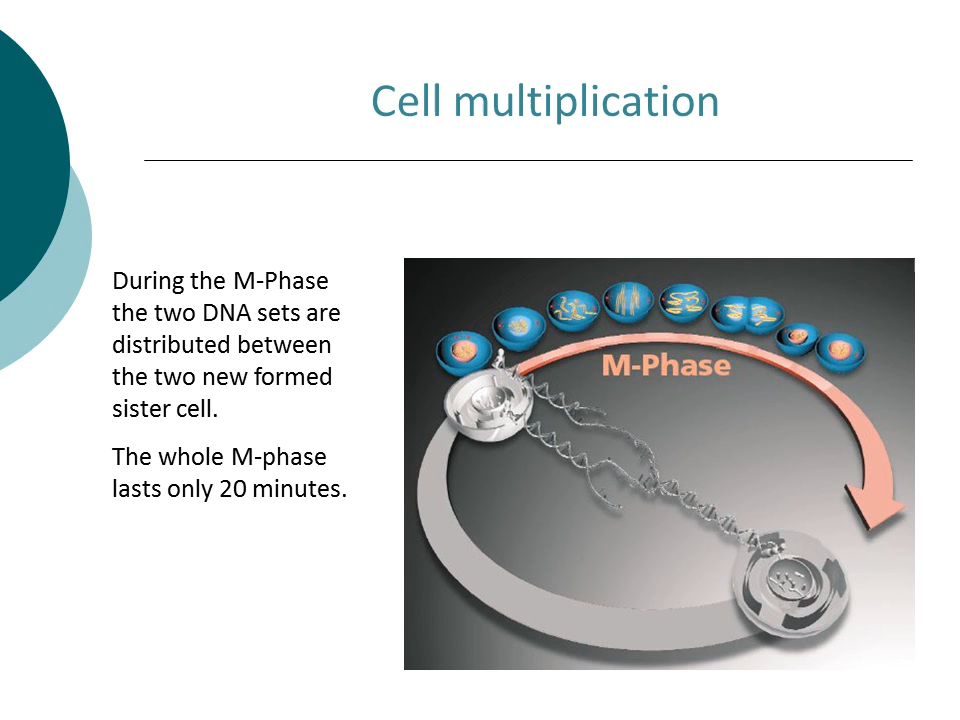 Cell multiplication
During the M-Phase
the two DNA sets are
distributed between
the two new formed
sister cell.
The whole M-phase
lasts only 20 minutes.
M-Phase